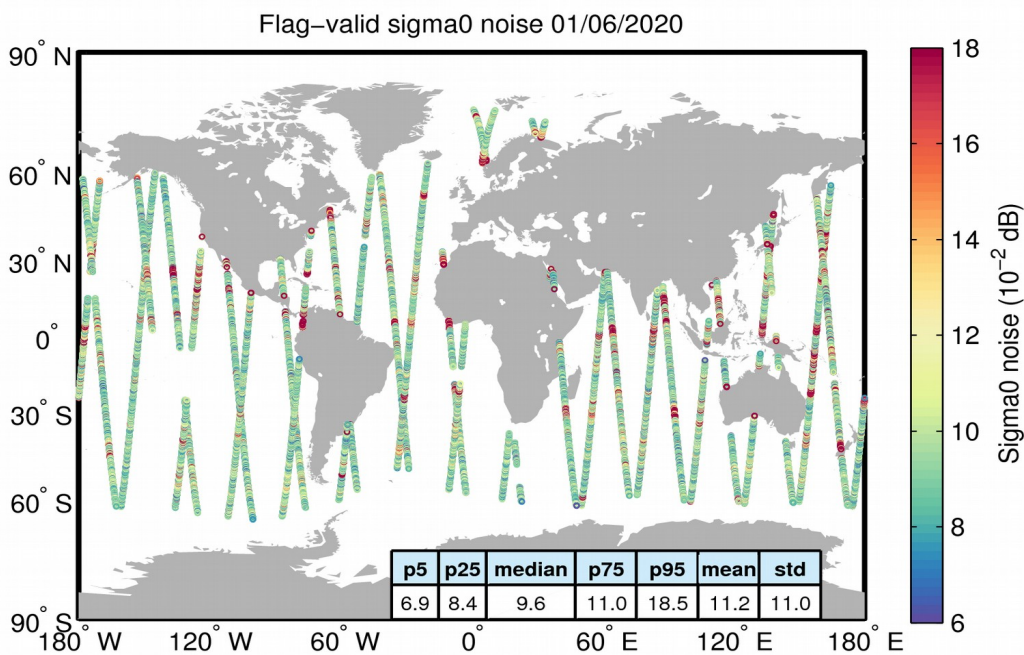 Flag−valid sigma0 noise 01/06/2020
90° N
60° N
30° N
0°
30° S
60° S
90° S
180° W
120° W
60° W
0°
60° E
120° E
180° E
p5 p25 median p75 p95 mean std
6.9 8.4 9.6 11.0 18.5 11.2 11.0
18
16
14
12
10
8
6
Sigma0 noise (10⁻² dB)